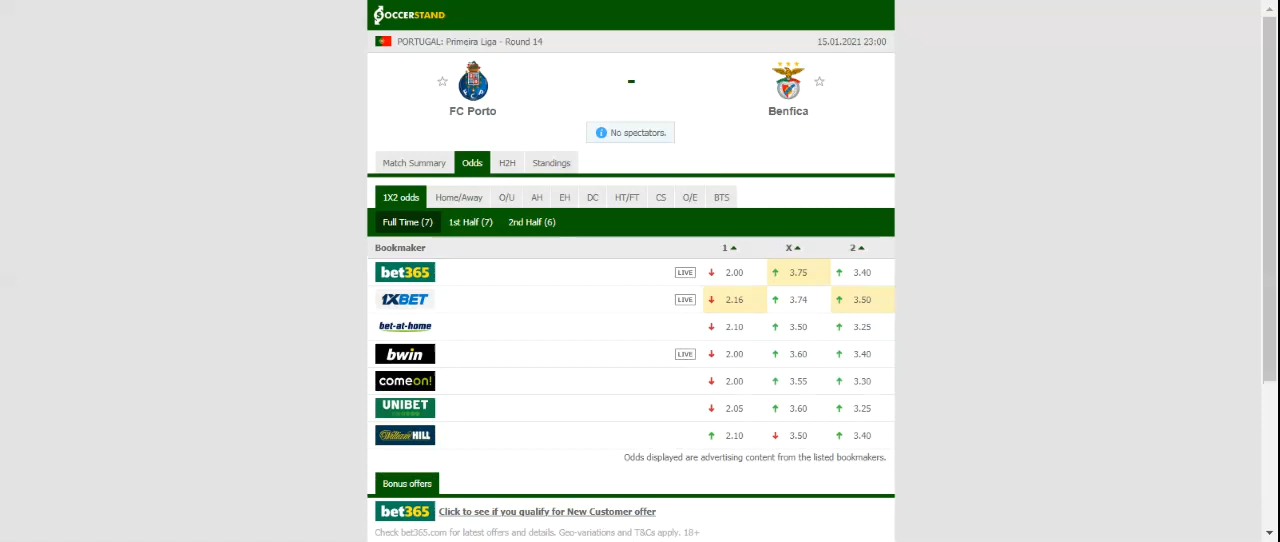 SOCCERSTAND
PORTUGAL: Primeira Liga - Round 14 15.01.2021 23:00
-
FC Porto Benfica
No spectators.
Match Summary Odds H2H Standings
1X2 odds Home/Away O/U AH EH DC HT/FT CS O/E BTS
Full Time (7) 1st Half (7) 2nd Half (6)
Bookmaker 1 X 2
bet365 LIVE 2.00 3.75 3.40
1XBET LIVE 2.16 3.74 3.50
bet-at-home 2.10 3.50 3.25
bwin LIVE 2.00 3.60 3.40
comeon! 2.00 3.55 3.30
UNIBET 2.05 3.60 3.25
William HILL 2.10 3.50 3.40
Odds displayed are advertising content from the listed bookmakers.
Bonus offers
bet365 Click to see if you qualify for New Customer offer
Check bet365.com for latest offers and details. Geo-variations and T&Cs apply. 18+